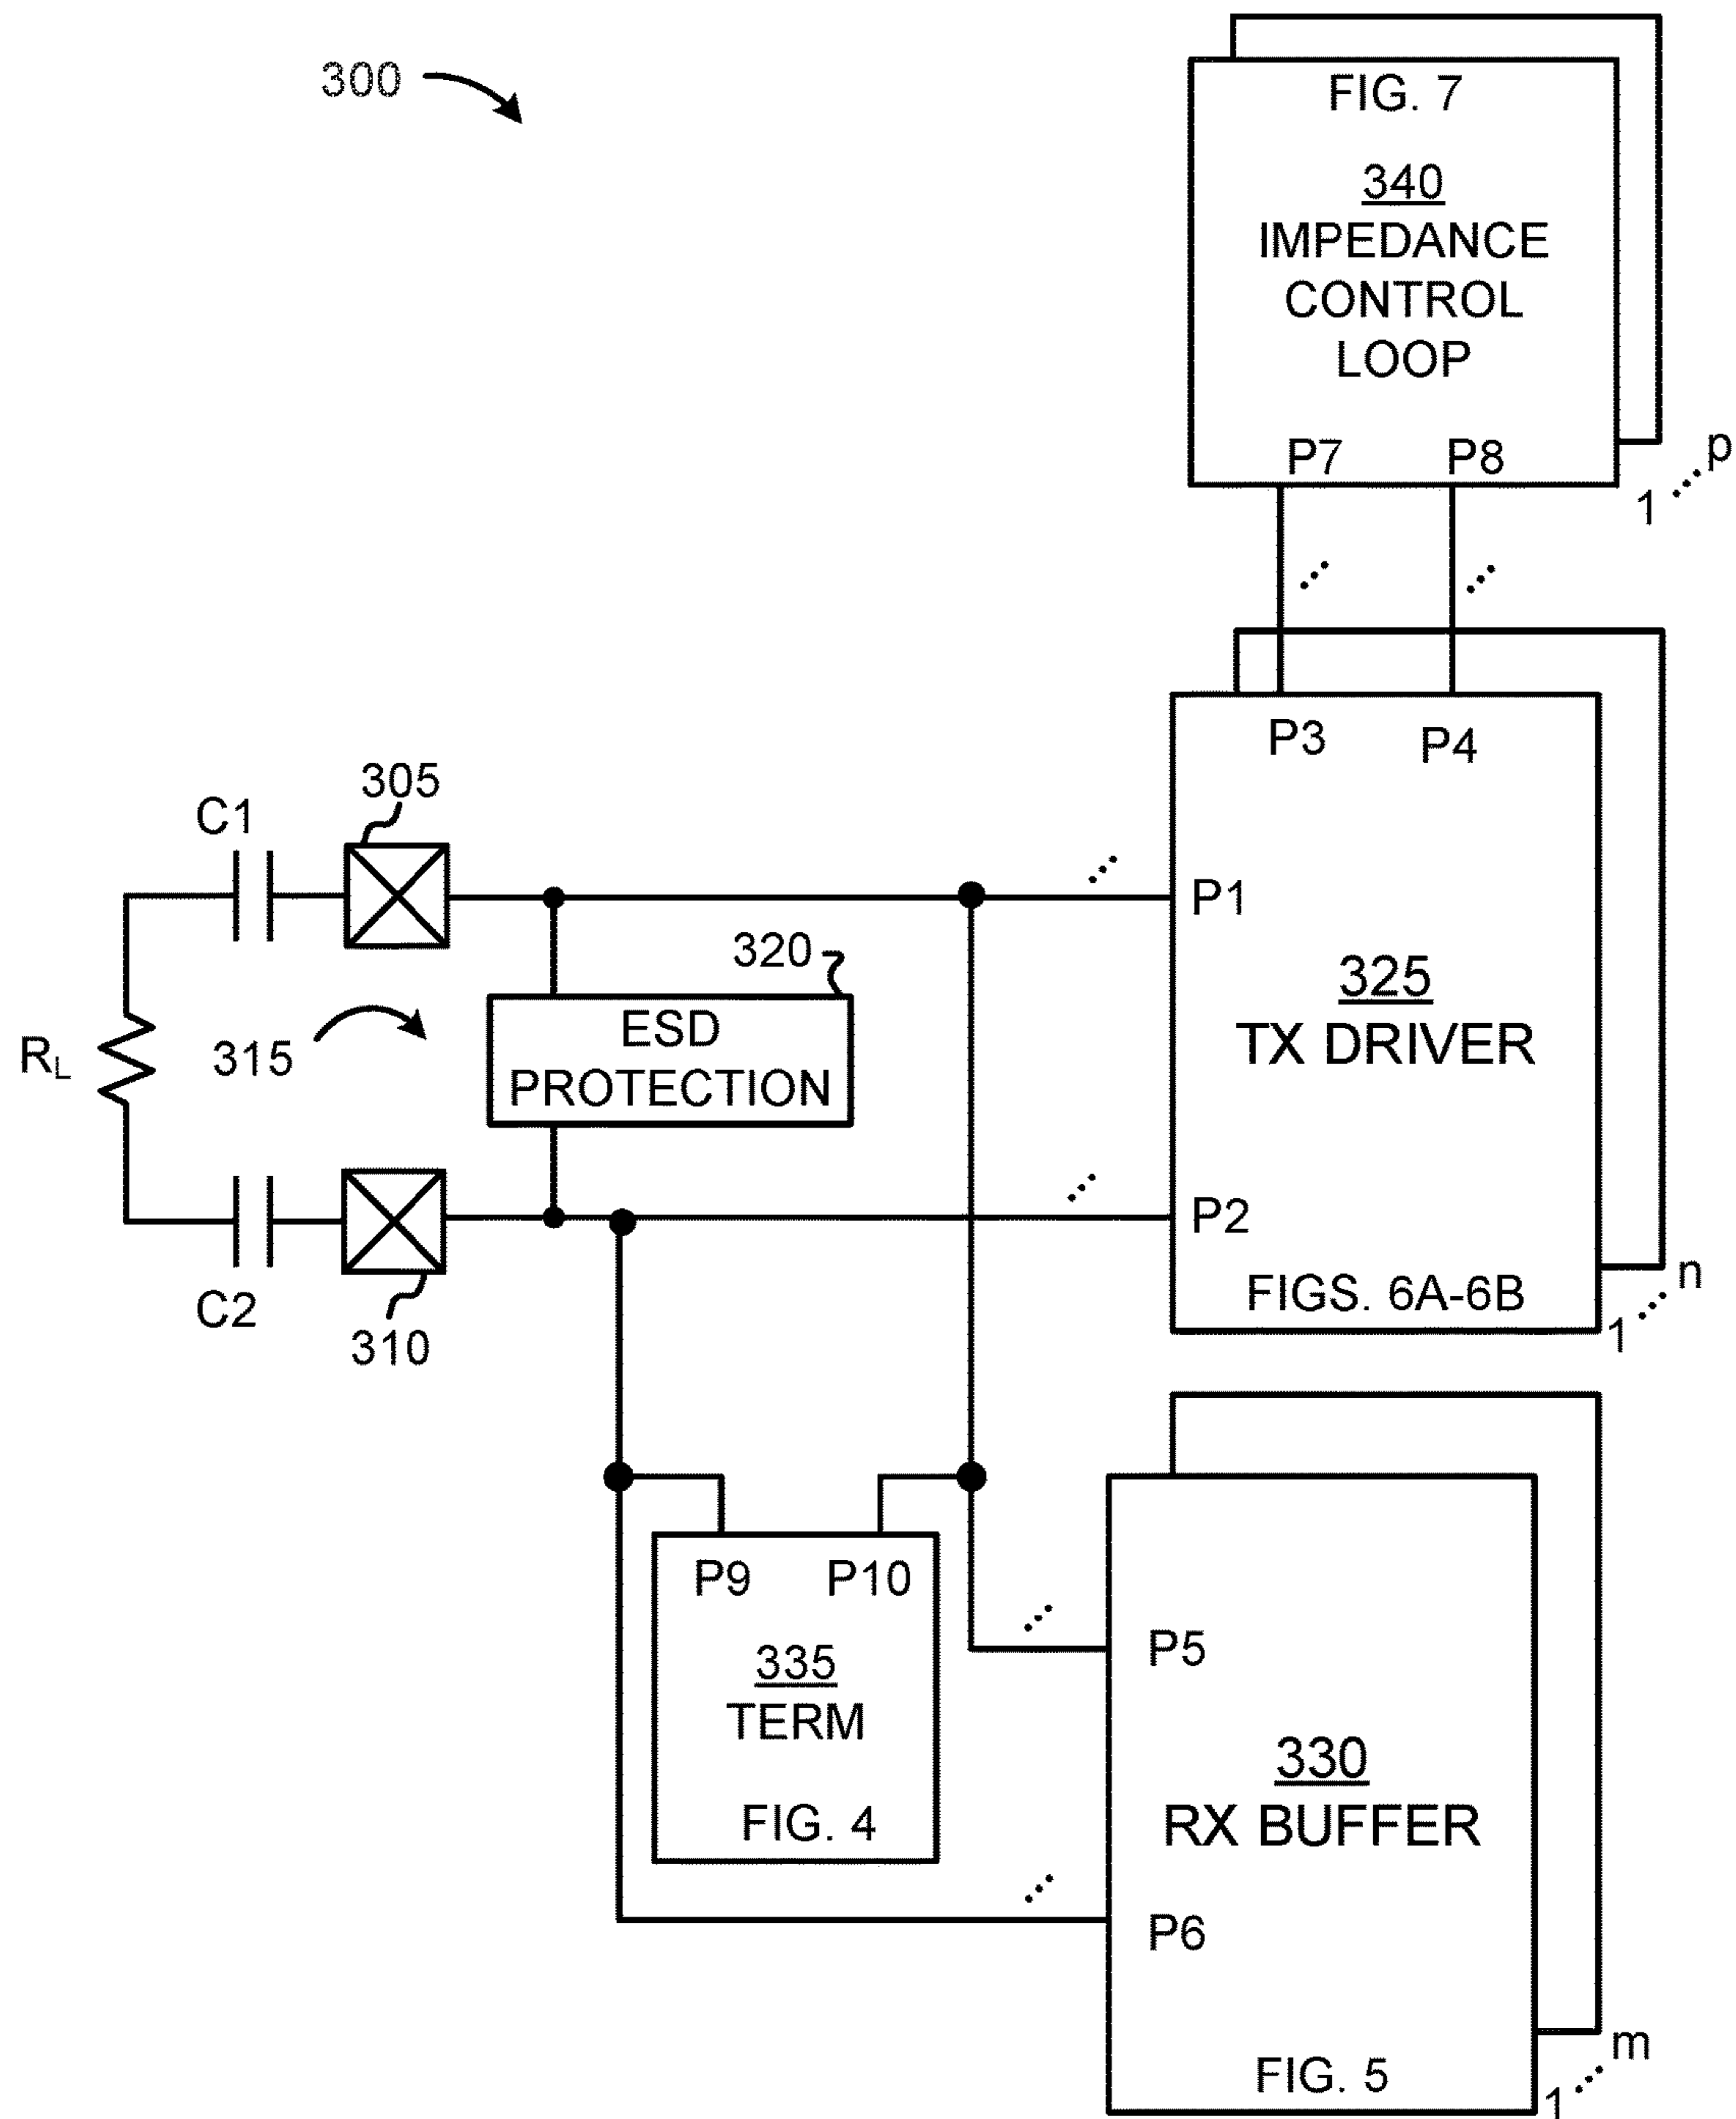 300
FIG. 7
340
IMPEDANCE
CONTROL
LOOP
P7 P8
1 ... p
P3 P4
305
C1
P1
320
325
TX DRIVER
ESD
PROTECTION
315
RL
P2
C2
310
FIGS. 6A-6B
1 ... n
P9 P10
335
TERM
FIG. 4
P5
330
RX BUFFER
P6
FIG. 5
1 ... m